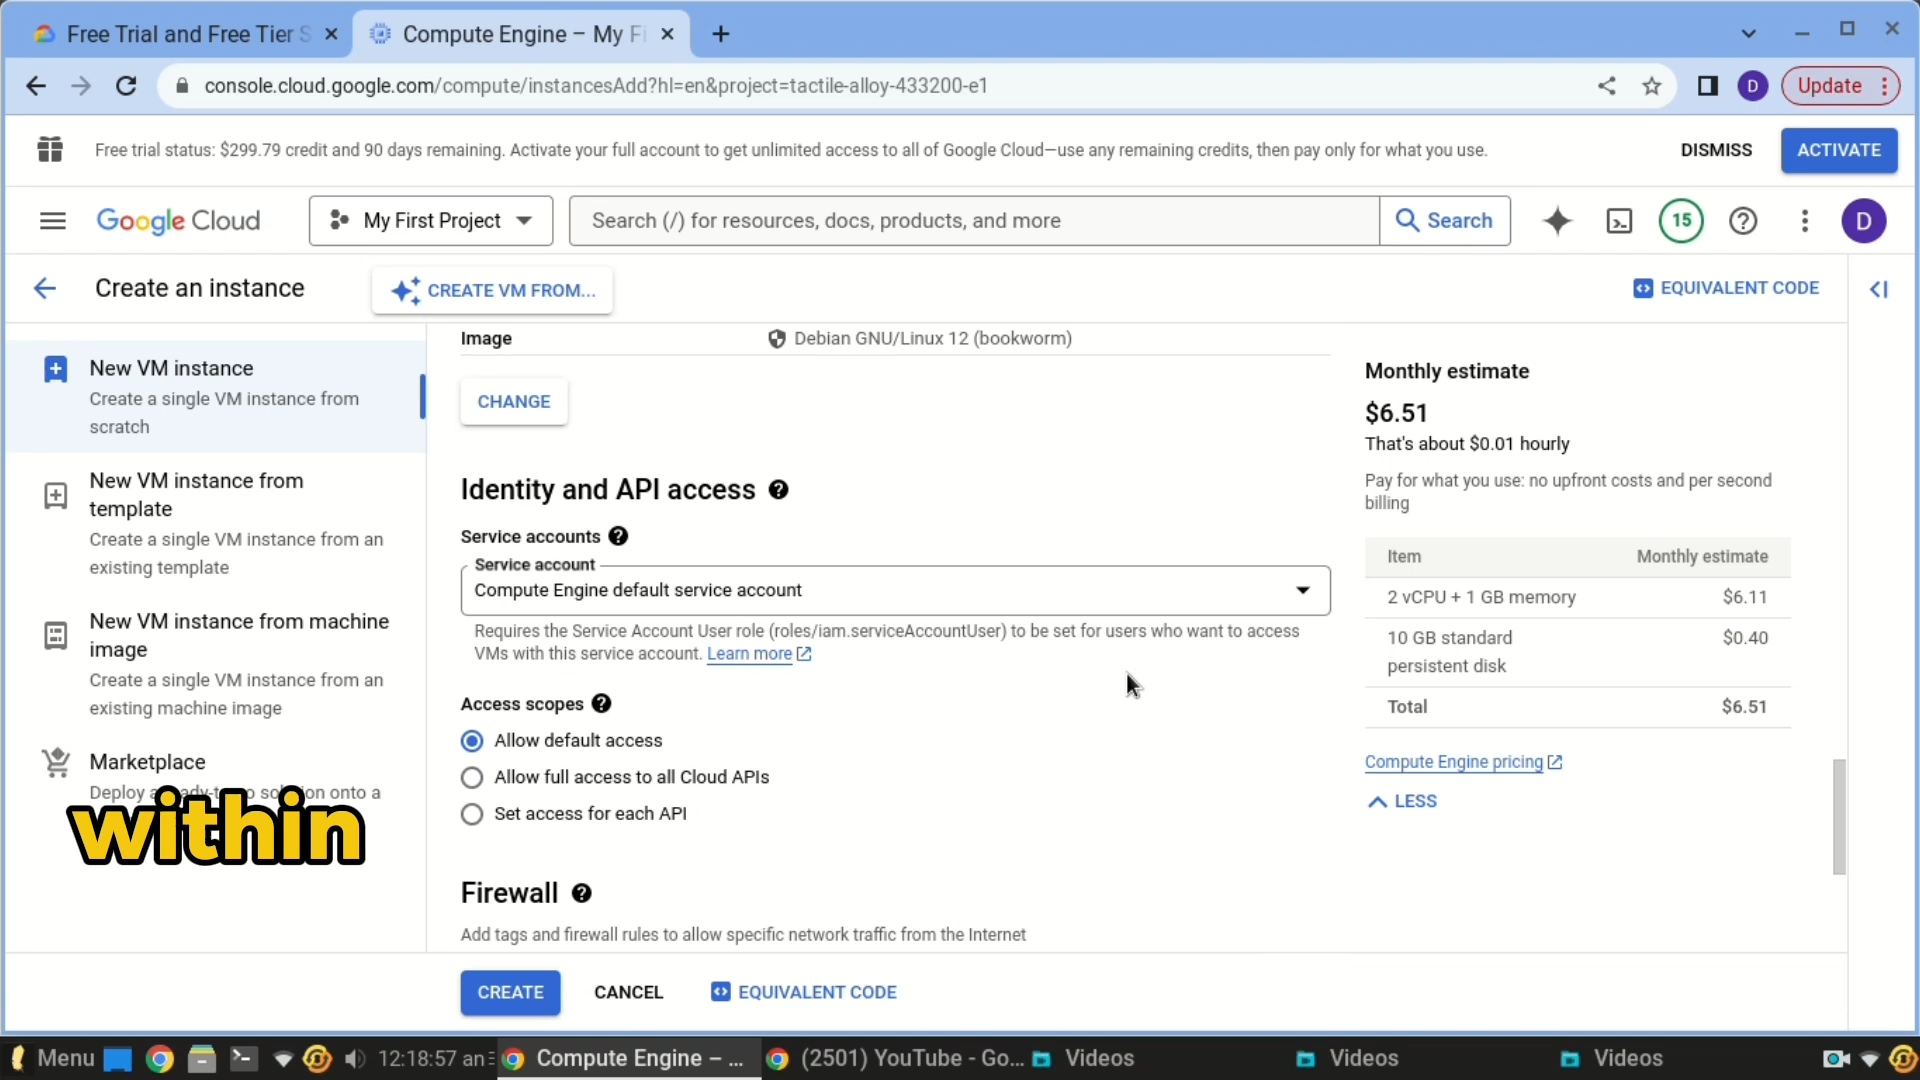 Free Trial and Free Tier S
Compute Engine – My Fi
console.cloud.google.com/compute/instancesAdd?hl=en&project=tactile-alloy-433200-e1
D
Update
Free trial status: $299.79 credit and 90 days remaining. Activate your full account to get unlimited access to all of Google Cloud—use any remaining credits, then pay only for what you use.
DISMISS
ACTIVATE
Google Cloud
My First Project
Search (/) for resources, docs, products, and more
Search
15
D
Create an instance
CREATE VM FROM...
EQUIVALENT CODE
New VM instance
Create a single VM instance from
scratch
New VM instance from
template
Create a single VM instance from an
existing template
New VM instance from machine
image
Create a single VM instance from an
existing machine image
Marketplace
Deploy a
onto a
within
Image
Debian GNU/Linux 12 (bookworm)
CHANGE
Identity and API access
Service accounts
Service account
Compute Engine default service account
Requires the Service Account User role (roles/iam.serviceAccountUser) to be set for users who want to access
VMs with this service account. Learn more
Access scopes
Allow default access
Allow full access to all Cloud APIs
Set access for each API
Firewall
Add tags and firewall rules to allow specific network traffic from the Internet
CREATE
CANCEL
EQUIVALENT CODE
Monthly estimate
$6.51
That's about $0.01 hourly
Pay for what you use: no upfront costs and per second
billing
Item
Monthly estimate
2 vCPU + 1 GB memory
$6.11
10 GB standard
persistent disk
$0.40
Total
$6.51
Compute Engine pricing
LESS
Menu
12:18:57 an
Compute Engine – ...
(2501) YouTube - Go...
Videos
Videos
Videos